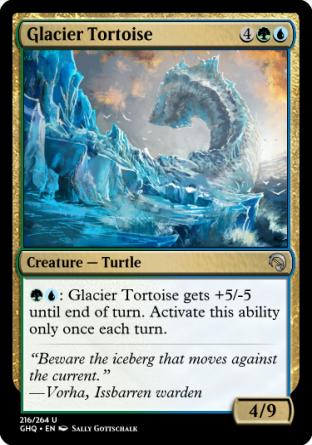 Glacier Tortoise 4
Creature — Turtle
: Glacier Tortoise gets +5/-5
until end of turn. Activate this ability
only once each turn.
“Beware the iceberg that moves against
the current.”
—Vorha, Issbarren warden
4/9
216/264 U
GHQ • EN SALLY GOTTSCHALK